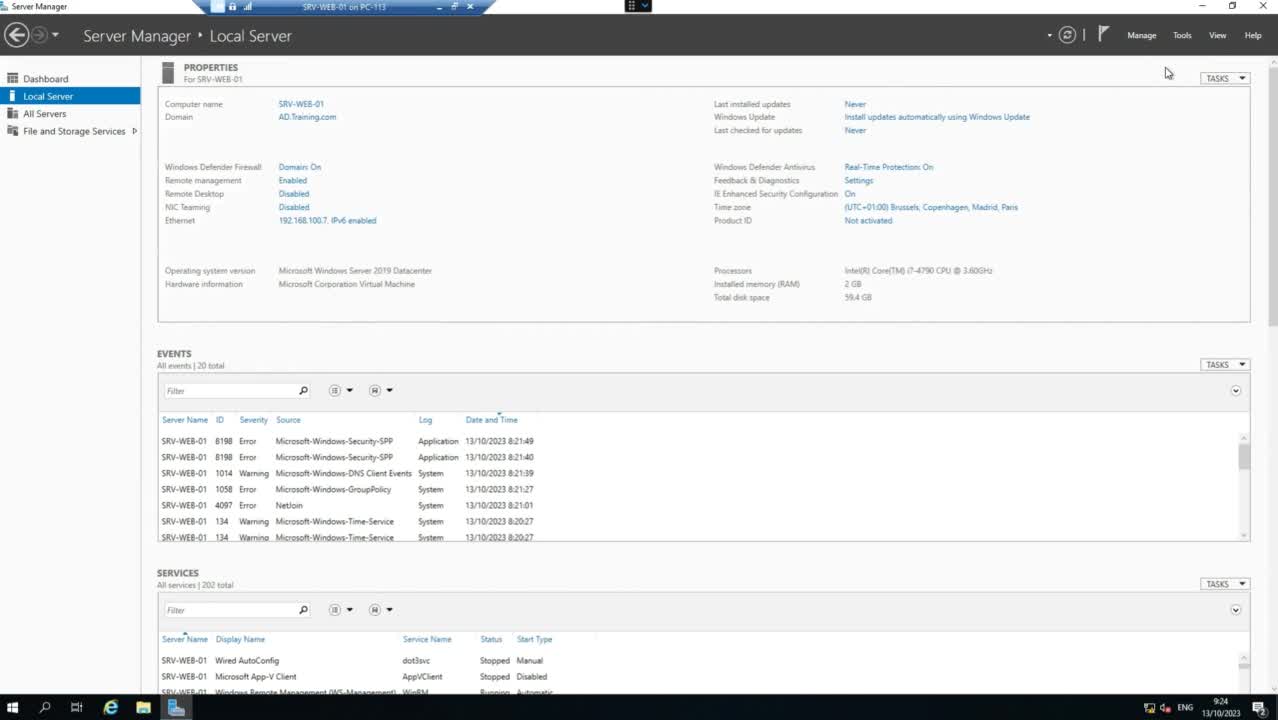 Server Manager
SRV-WEB-01 on PC-113
Server Manager • Local Server
Manage Tools View Help
Dashboard
Local Server
All Servers
File and Storage Services
PROPERTIES
For SRV-WEB-01
TASKS
Computer name SRV-WEB-01 Last installed updates Never
Domain AD.Training.com Windows Update Install updates automatically using Windows Update
Last checked for updates Never
Windows Defender Firewall Domain: On Windows Defender Antivirus Real-Time Protection: On
Remote management Enabled Feedback & Diagnostics Settings
Remote Desktop Disabled IE Enhanced Security Configuration On
NIC Teaming Disabled Time zone (UTC+01:00) Brussels, Copenhagen, Madrid, Paris
Ethernet 192.168.100.7, IPv6 enabled Product ID Not activated
Operating system version Microsoft Windows Server 2019 Datacenter Processors Intel(R) Core(TM) i7-4790 CPU @ 3.60GHz
Hardware information Microsoft Corporation Virtual Machine Installed memory (RAM) 2 GB
Total disk space 59.4 GB
EVENTS
All events | 20 total
TASKS
Filter
Server Name ID Severity Source Log Date and Time
SRV-WEB-01 8198 Error Microsoft-Windows-Security-SPP Application 13/10/2023 8:21:49
SRV-WEB-01 8198 Error Microsoft-Windows-Security-SPP Application 13/10/2023 8:21:40
SRV-WEB-01 1014 Warning Microsoft-Windows-DNS Client Events System 13/10/2023 8:21:39
SRV-WEB-01 1058 Error Microsoft-Windows-GroupPolicy System 13/10/2023 8:21:27
SRV-WEB-01 4097 Error NetJoin System 13/10/2023 8:21:01
SRV-WEB-01 134 Warning Microsoft-Windows-Time-Service System 13/10/2023 8:20:27
SRV-WEB-01 134 Warning Microsoft-Windows-Time-Service System 13/10/2023 8:20:27
SERVICES
All services | 202 total
TASKS
Filter
Server Name Display Name Service Name Status Start Type
SRV-WEB-01 Wired AutoConfig dot3svc Stopped Manual
SRV-WEB-01 Microsoft App-V Client AppVClient Stopped Disabled
SRV-WEB-01 Windows Remote Management (WS-Management) WinRM Running Automatic
ENG
9:24
13/10/2023
2